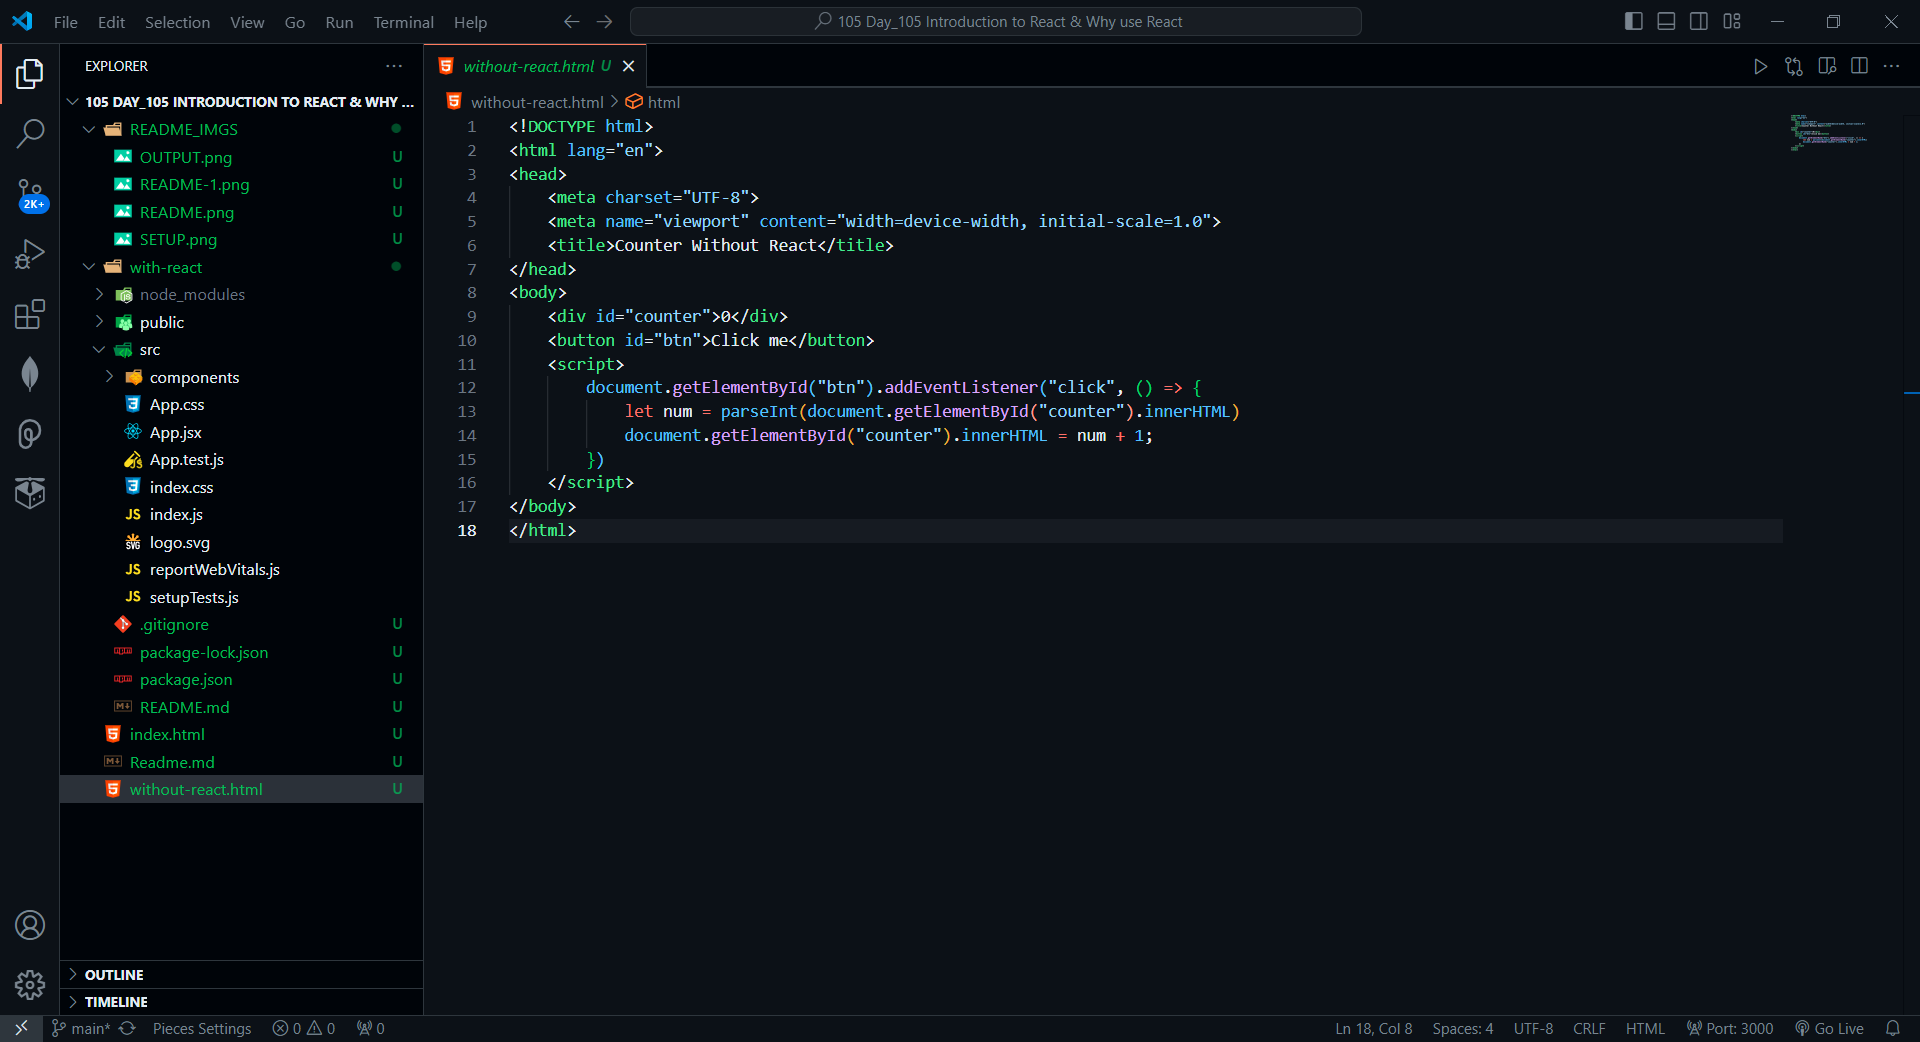 File Edit Selection View Go Run Terminal Help
105 Day_105 Introduction to React & Why use React
EXPLORER
105 DAY_105 INTRODUCTION TO REACT & WHY ...
README_IMGS
OUTPUT.png U
README-1.png U
README.png U
SETUP.png U
with-react
node_modules
public
src
components
App.css
App.jsx
App.test.js
index.css
JS index.js
SVG logo.svg
JS reportWebVitals.js
JS setupTests.js
.gitignore U
package-lock.json U
package.json U
README.md U
index.html U
Readme.md U
without-react.html U
OUTLINE
TIMELINE
2K+
without-react.html U
without-react.html > html
1 <!DOCTYPE html>
2 <html lang="en">
3 <head>
4 <meta charset="UTF-8">
5 <meta name="viewport" content="width=device-width, initial-scale=1.0">
6 <title>Counter Without React</title>
7 </head>
8 <body>
9 <div id="counter">0</div>
10 <button id="btn">Click me</button>
11 <script>
12 document.getElementById("btn").addEventListener("click", () => {
13 let num = parseInt(document.getElementById("counter").innerHTML)
14 document.getElementById("counter").innerHTML = num + 1;
15 })
16 </script>
17 </body>
18 </html>
main* Pieces Settings 0 0 0
Ln 18, Col 8 Spaces: 4 UTF-8 CRLF HTML Port: 3000 Go Live